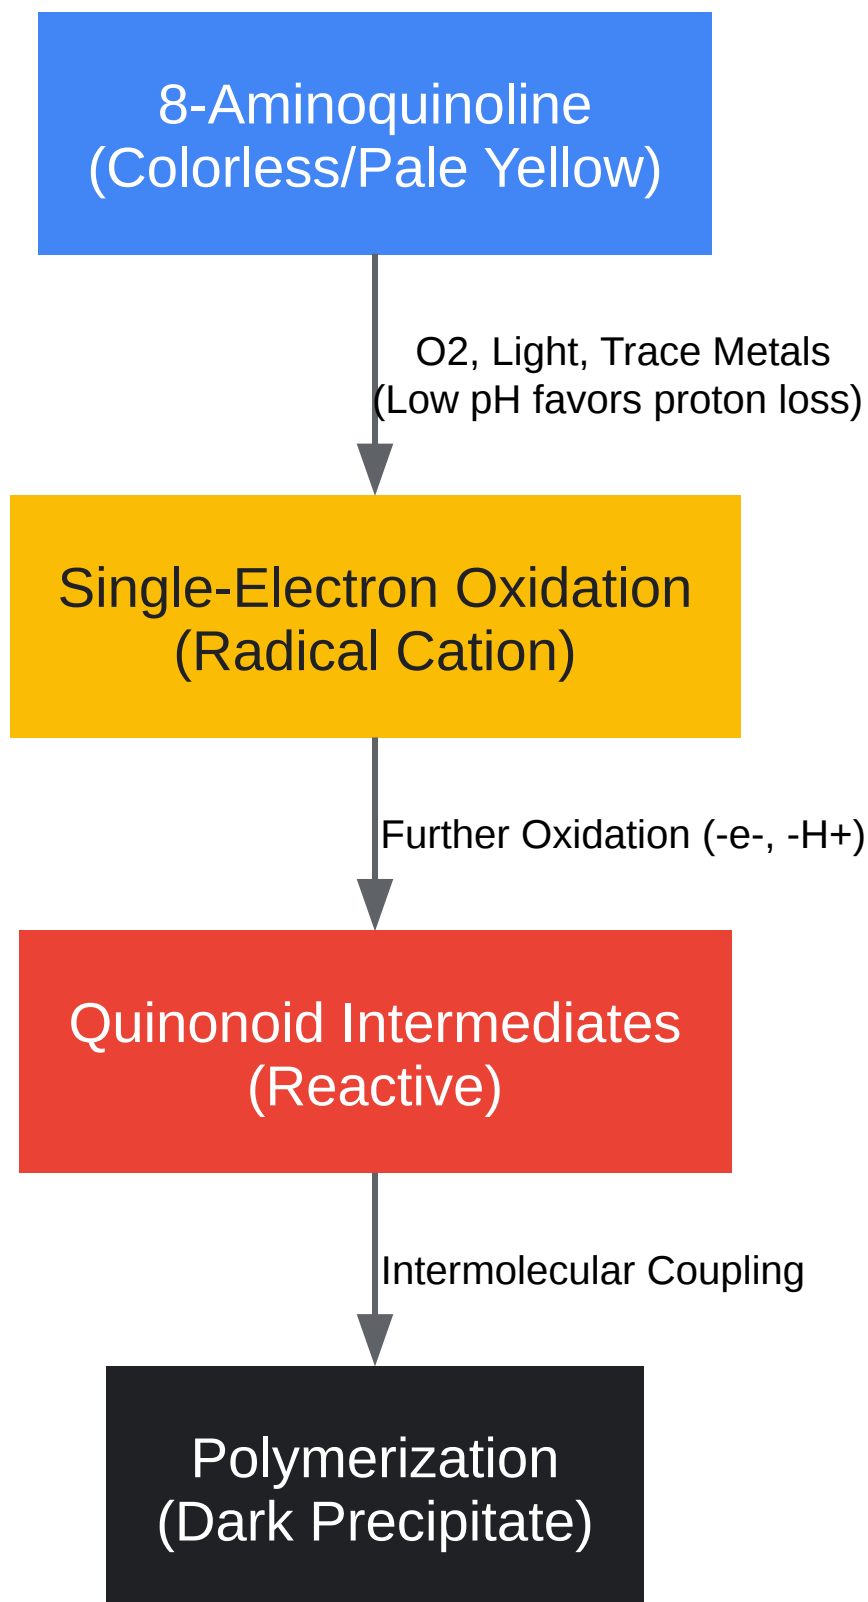 8-Aminoquinoline
(Colorless/Pale Yellow)
O2, Light, Trace Metals
(Low pH favors proton loss)
Single-Electron Oxidation
(Radical Cation)
Further Oxidation (-e-, -H+)
Quinonoid Intermediates
(Reactive)
Intermolecular Coupling
Polymerization
(Dark Precipitate)